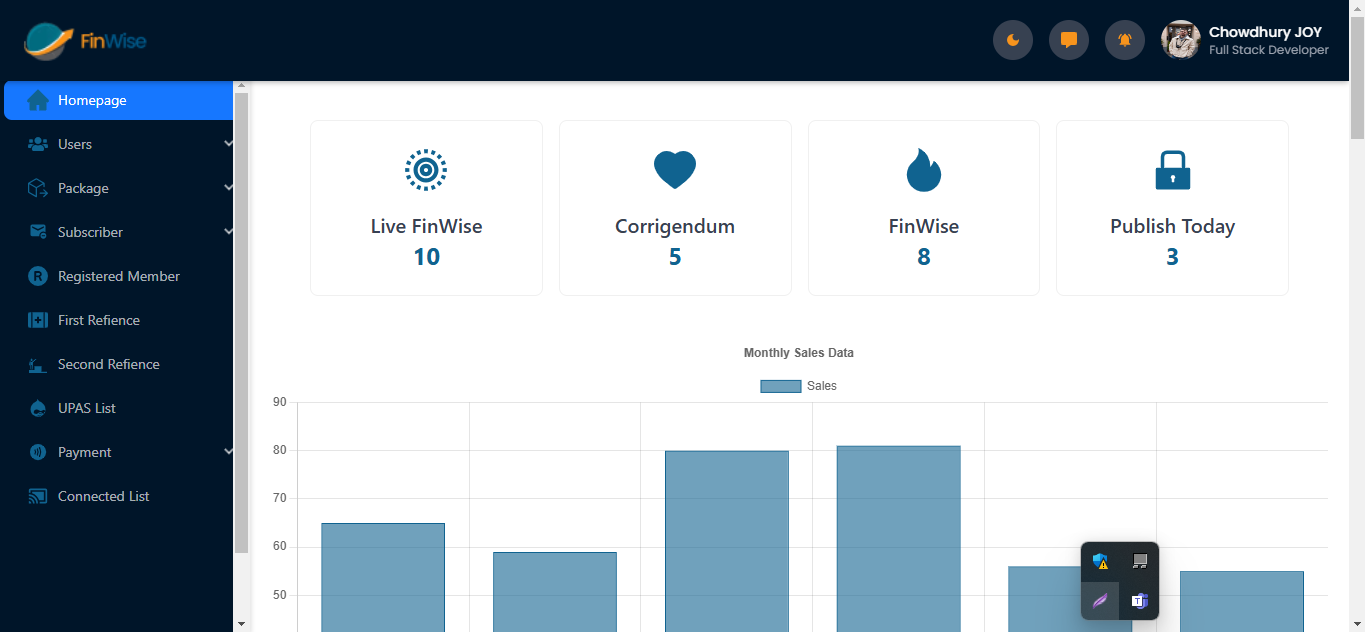 FinWise
Chowdhury JOY
Full Stack Developer
Homepage
Users
Package
Subscriber
R
Registered Member
First Refience
Second Refience
UPAS List
Payment
Connected List
Live FinWise
10
Corrigendum
5
FinWise
8
Publish Today
3
Monthly Sales Data
Sales
90
80
70
60
50
T